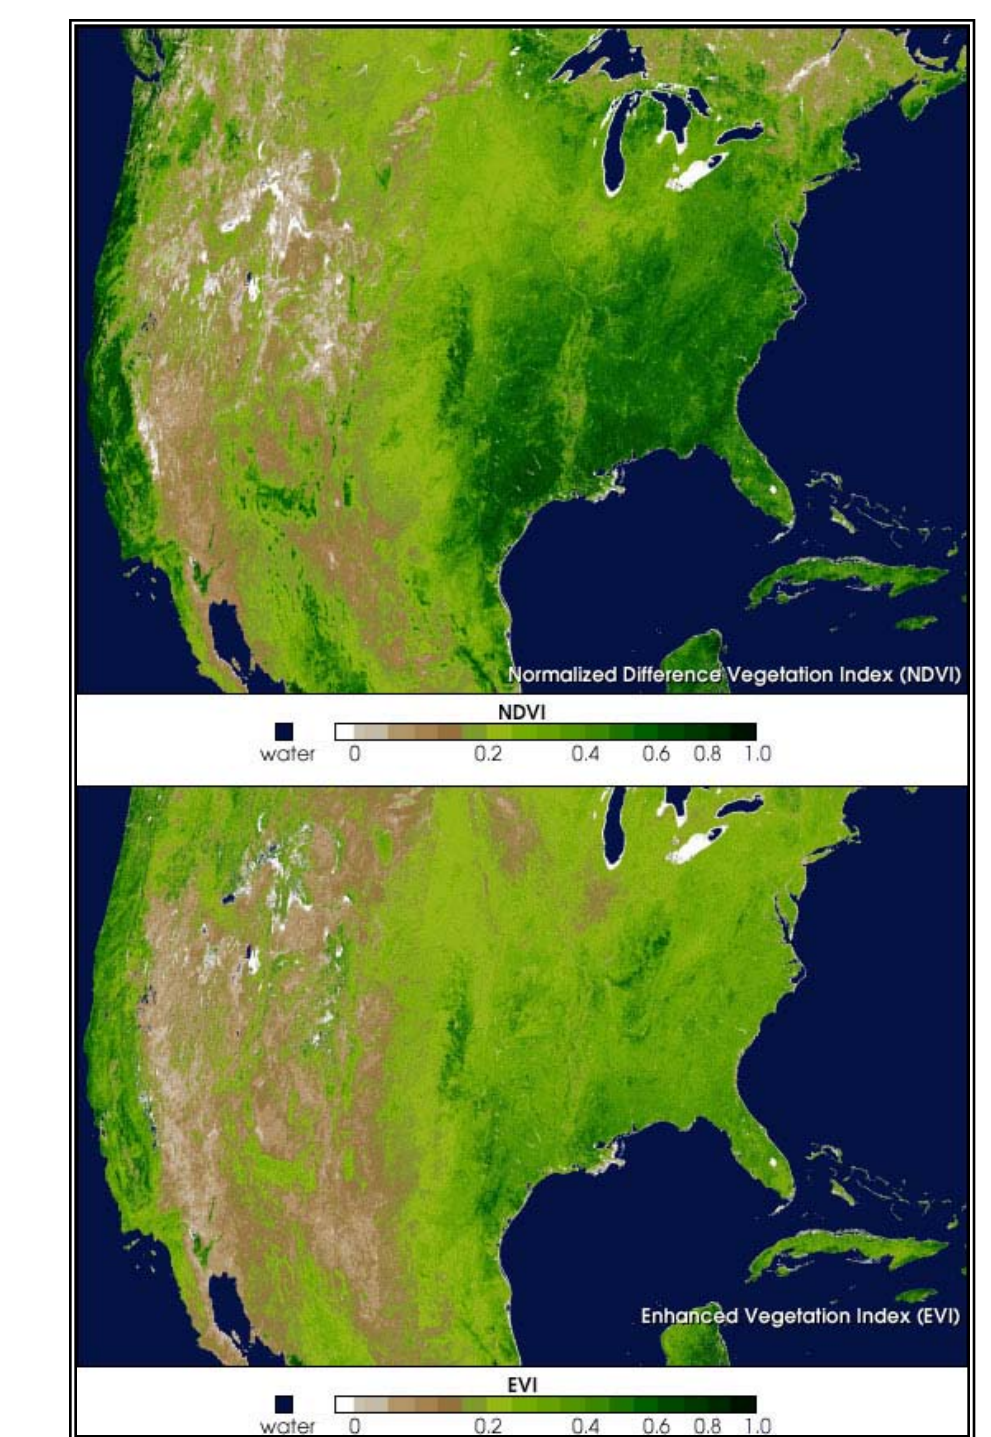 Normalized Difference Vegetation Index (NDVI)
NDVI
water 0 0.2 0.4 0.6 0.8 1.0
Enhanced Vegetation Index (EVI)
EVI
water 0 0.2 0.4 0.6 0.8 1.0